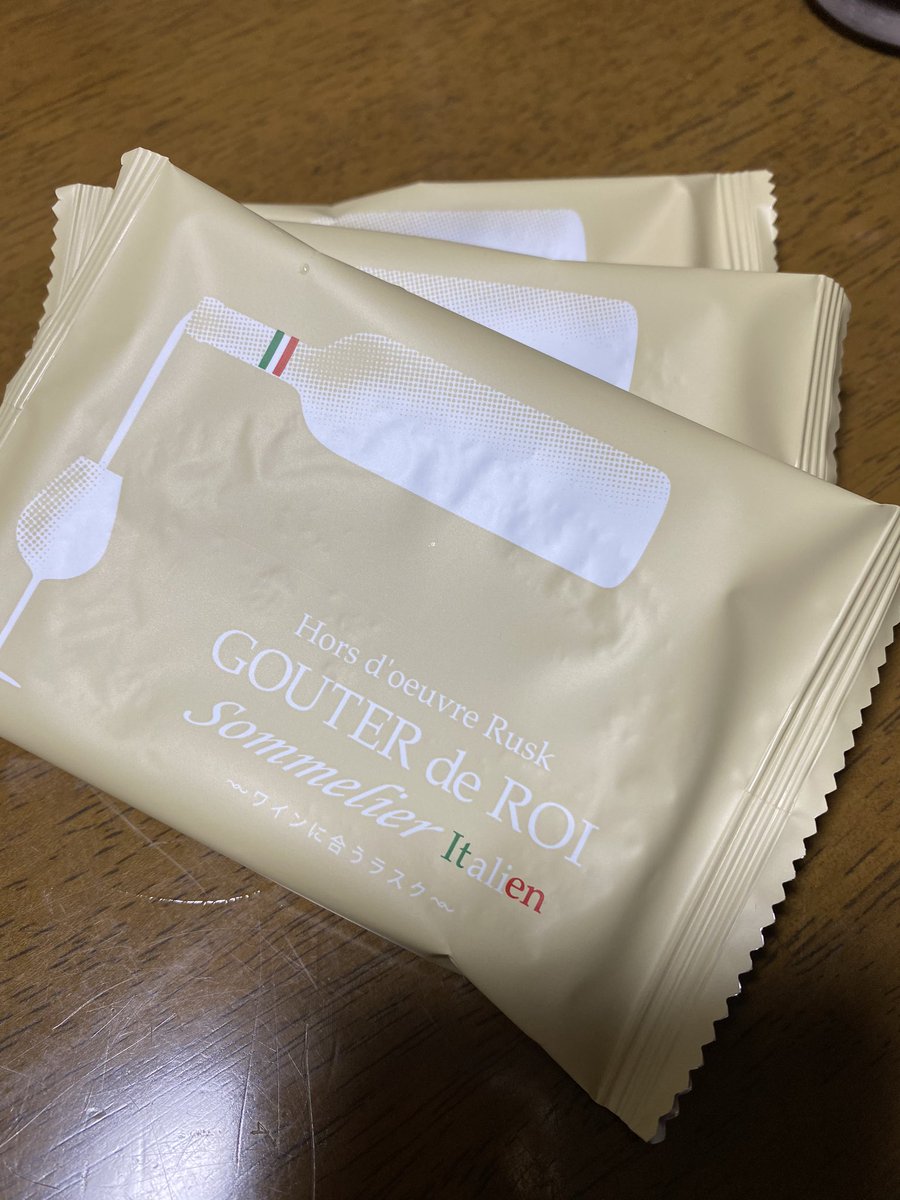 Hors d'oeuvre Rusk
GOUTER de ROI
Sommelier Italien
～ワインに合うラスク～